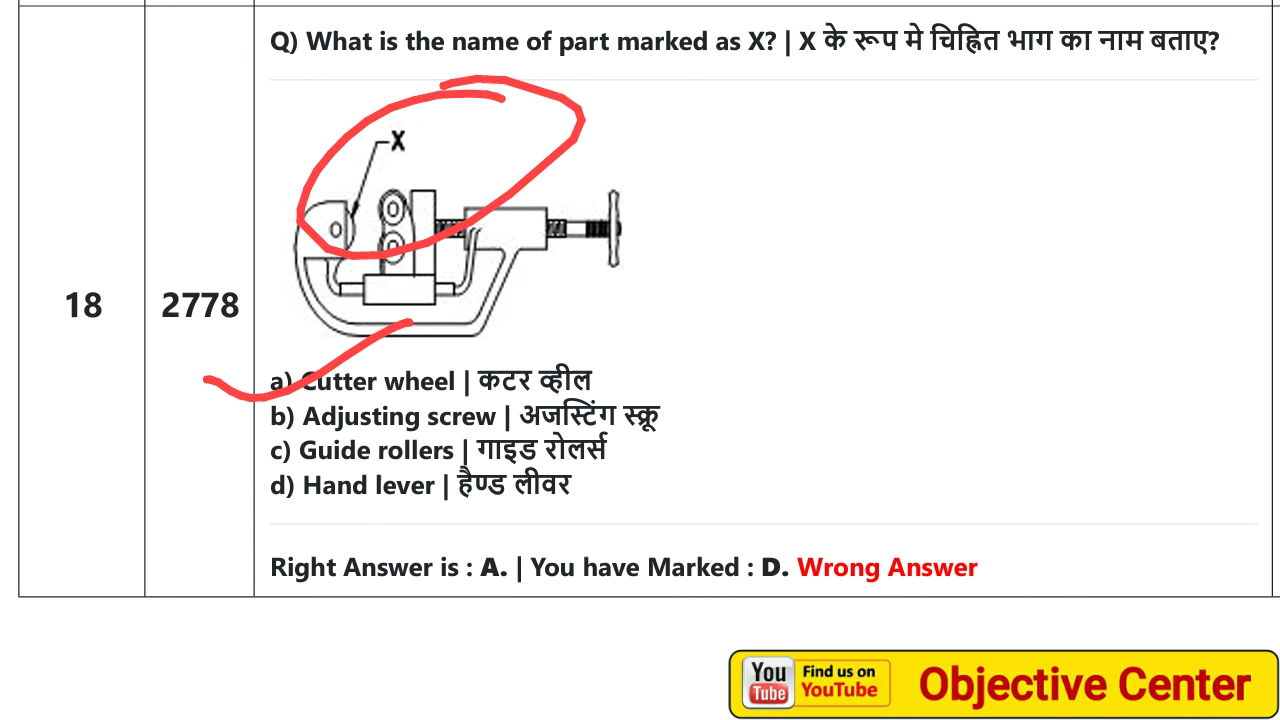 Q) What is the name of part marked as X? | X के रूप मे चिह्नित भाग का नाम बताए?
X
18
2778
a) Cutter wheel | कटर व्हील
b) Adjusting screw | अजस्टिंग स्क्रू
c) Guide rollers | गाइड रोलर्स
d) Hand lever | हैण्ड लीवर
Right Answer is : A. | You have Marked : D. Wrong Answer
You Tube
Find us on
YouTube
Objective Center